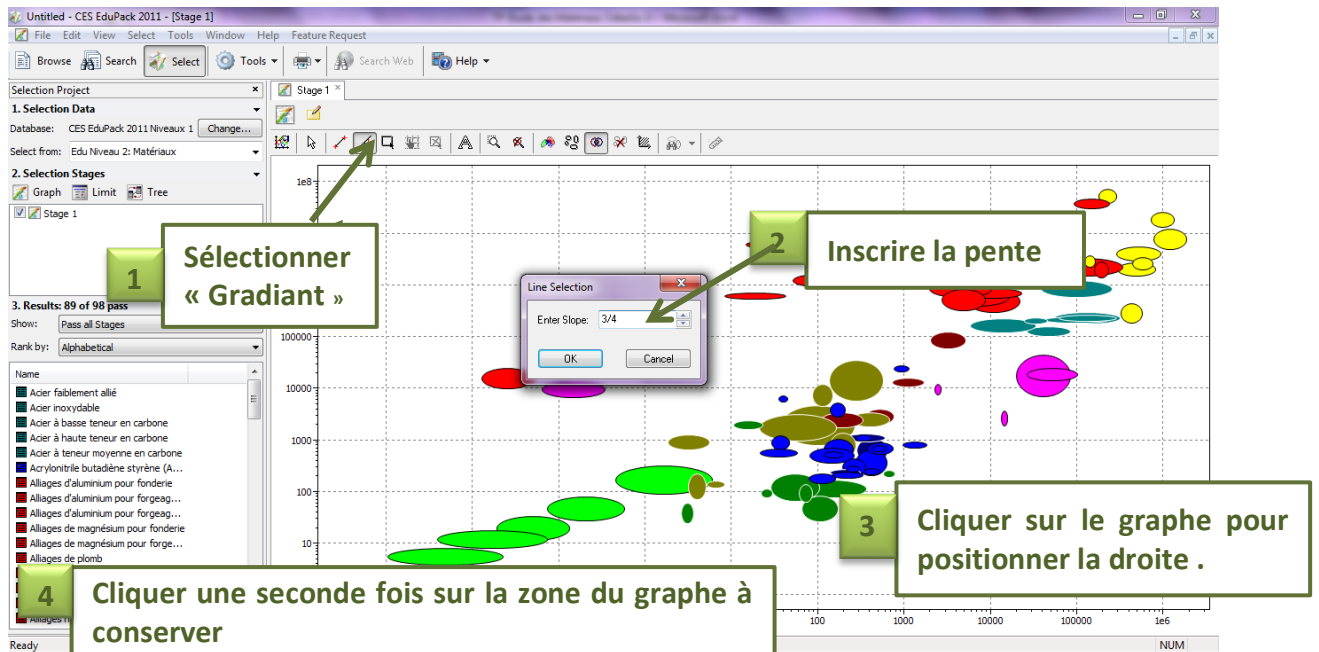 Untitled - CES EduPack 2011 - [Stage 1]
File Edit View Select Tools Window Help Feature Request
Browse Search Select Tools Search Web Help
Selection Project
Stage 1
1. Selection Data
Database: CES EduPack 2011 Niveaux 1 Change...
Select from: Edu Niveau 2: Matériaux
2. Selection Stages
Graph Limit Tree
Stage 1
1e8
1
Sélectionner
« Gradiant »
2
Inscrire la pente
Line Selection
Enter Slope: 3/4
OK Cancel
3. Results: 89 of 98 pass
Show: Pass all Stages
Rank by: Alphabetical
Name
Acier faiblement allié
Acier inoxydable
Acier à basse teneur en carbone
Acier à haute teneur en carbone
Acier à teneur moyenne en carbone
Acrylonitrile butadiène styrène (A...
Alliages d'aluminium pour fonderie
Alliages d'aluminium pour forgeag...
Alliages d'aluminium pour forgeag...
Alliages de magnésium pour fonderie
Alliages de magnésium pour forge...
Alliages de plomb
100000
10000
1000
100
10
3
Cliquer sur le graphe pour
positionner la droite .
4
Cliquer une seconde fois sur la zone du graphe à
conserver
100 1000 10000 100000 1e6
Ready
NUM